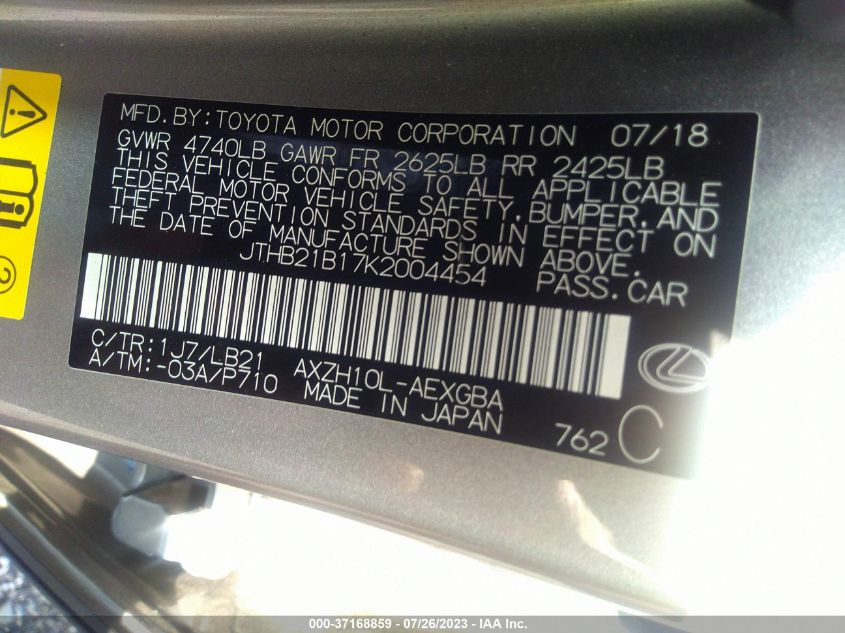 MFD.BY:TOYOTA MOTOR CORPORATION 07/18
GVWR 4740LB GAWR FR 2625LB RR 2425LB
THIS VEHICLE CONFORMS TO ALL APPLICABLE
FEDERAL MOTOR VEHICLE SAFETY,BUMPER,AND
THEFT PREVENTION STANDARDS IN EFFECT ON
THE DATE OF MANUFACTURE SHOWN ABOVE.
JTHB21B17K2004454 PASS.CAR
C/TR:1J7/LB21 AXZH10L-AEXGBA
A/TM:-03A/P710 MADE IN JAPAN
762 C
000-37168859 - 07/26/2023 - IAA Inc.